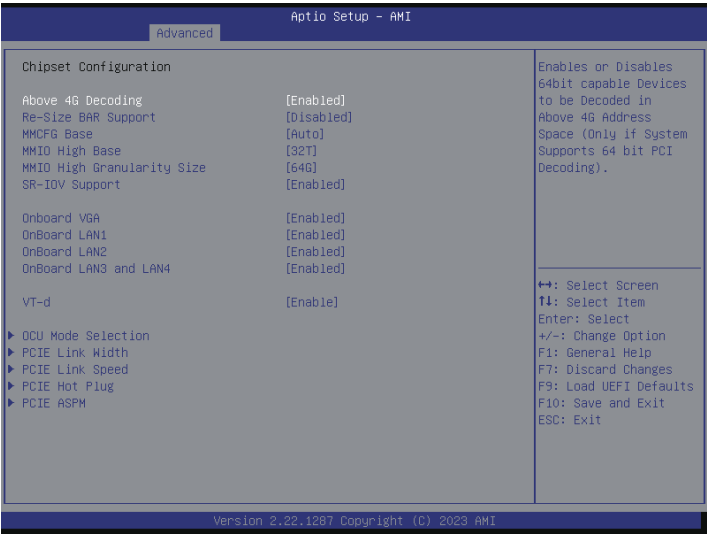 Aptio Setup – AMI
Advanced
Chipset Configuration
Above 4G Decoding [Enabled]
Re-Size BAR Support [Disabled]
MMCFG Base [Auto]
MMIO High Base [32T]
MMIO High Granularity Size [64G]
SR-IOV Support [Enabled]
Onboard VGA [Enabled]
OnBoard LAN1 [Enabled]
OnBoard LAN2 [Enabled]
OnBoard LAN3 and LAN4 [Enabled]
VT-d [Enable]
OCU Mode Selection
PCIE Link Width
PCIE Link Speed
PCIE Hot Plug
PCIE ASPM
Enables or Disables
64bit capable Devices
to be Decoded in
Above 4G Address
Space (Only if System
Supports 64 bit PCI
Decoding).
↔: Select Screen
↑↓: Select Item
Enter: Select
+/-: Change Option
F1: General Help
F7: Discard Changes
F9: Load UEFI Defaults
F10: Save and Exit
ESC: Exit
Version 2.22.1287 Copyright (C) 2023 AMI